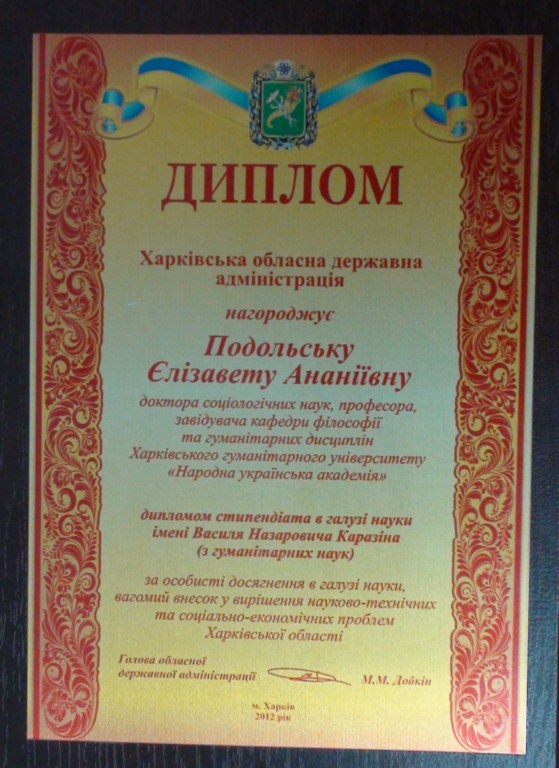 ДИПЛОМ
Харківська обласна державна
адміністрація
нагороджує
Подольську
Єлізавету Ананіївну
доктора соціологічних наук, професора,
завідувача кафедри філософії
та гуманітарних дисциплін
Харківського гуманітарного університету
«Народна українська академія»
дипломом стипендіата в галузі науки
імені Василя Назаровича Каразіна
(з гуманітарних наук)
за особисті досягнення в галузі науки,
вагомий внесок у вирішення науково-технічних
та соціально-економічних проблем
Харківської області
Голова обласної
державної адміністрації М.М. Добкін
м. Харків
2012 рік